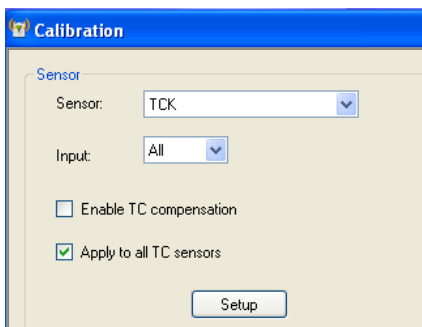 Calibration
Sensor
Sensor: TCK
Input: All
Enable TC compensation
Apply to all TC sensors
Setup